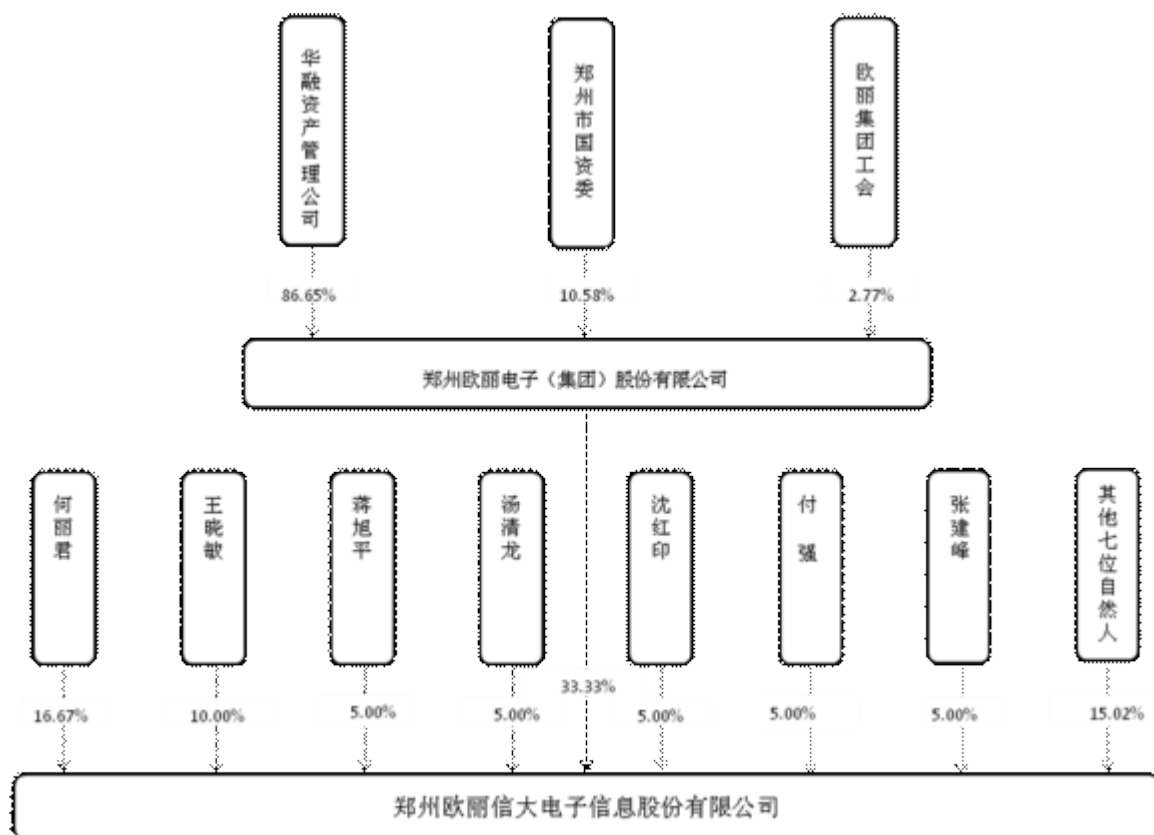 华融资产管理公司
郑州市国资委
欧丽集团工会
86.65%
10.58%
2.77%
郑州欧丽电子（集团）股份有限公司
何丽君
王晓敏
蒋旭平
汤清龙
沈红印
付强
张建峰
其他七位自然人
33.33%
16.67%
10.00%
5.00%
5.00%
5.00%
5.00%
5.00%
15.02%
郑州欧丽信大电子信息股份有限公司